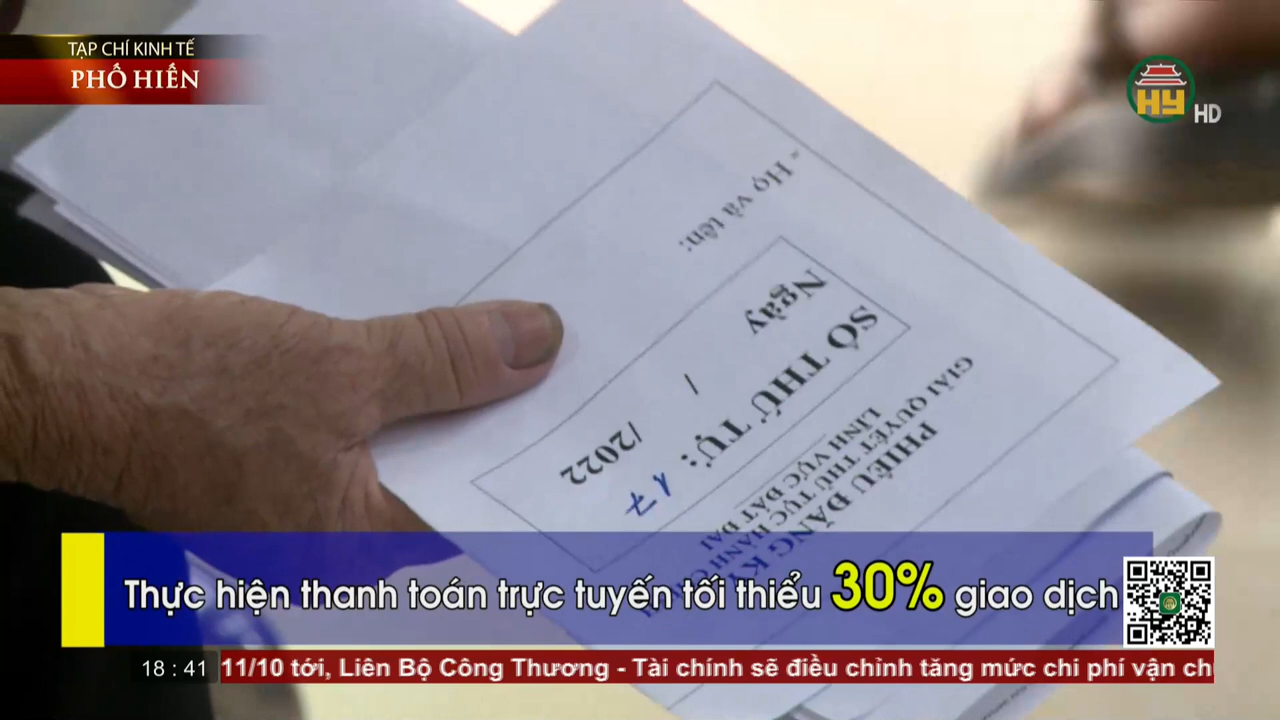 TẠP CHÍ KINH TẾ
PHỐ HIẾN
HY
HD
PHIẾU ĐĂNG KÝ
GIẢI QUYẾT THỦ TỤC HÀNH
LĨNH VỰC ĐẤT ĐAI
SỐ THỨ TỰ: 17
Ngày / /2022
- Họ và tên:
Thực hiện thanh toán trực tuyến tối thiểu 30% giao dịch
18 : 41
11/10 tới, Liên Bộ Công Thương - Tài chính sẽ điều chỉnh tăng mức chi phí vận